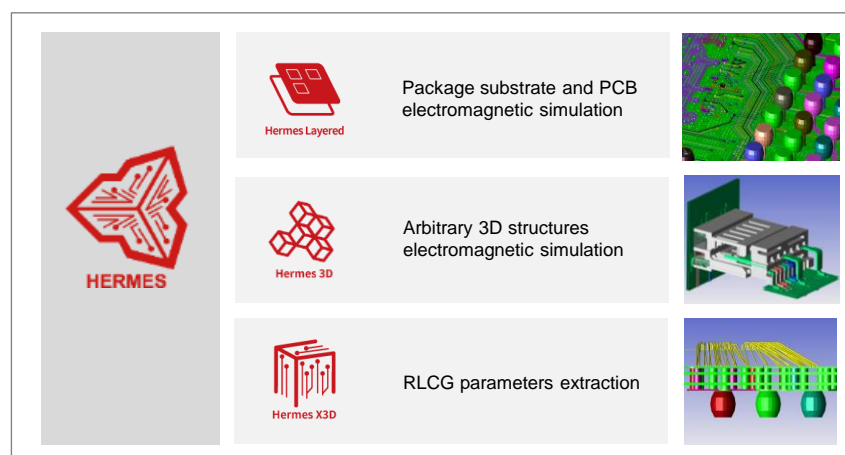 HERMES
Hermes Layered
Package substrate and PCB
electromagnetic simulation
Hermes 3D
Arbitrary 3D structures
electromagnetic simulation
Hermes X3D
RLCG parameters extraction